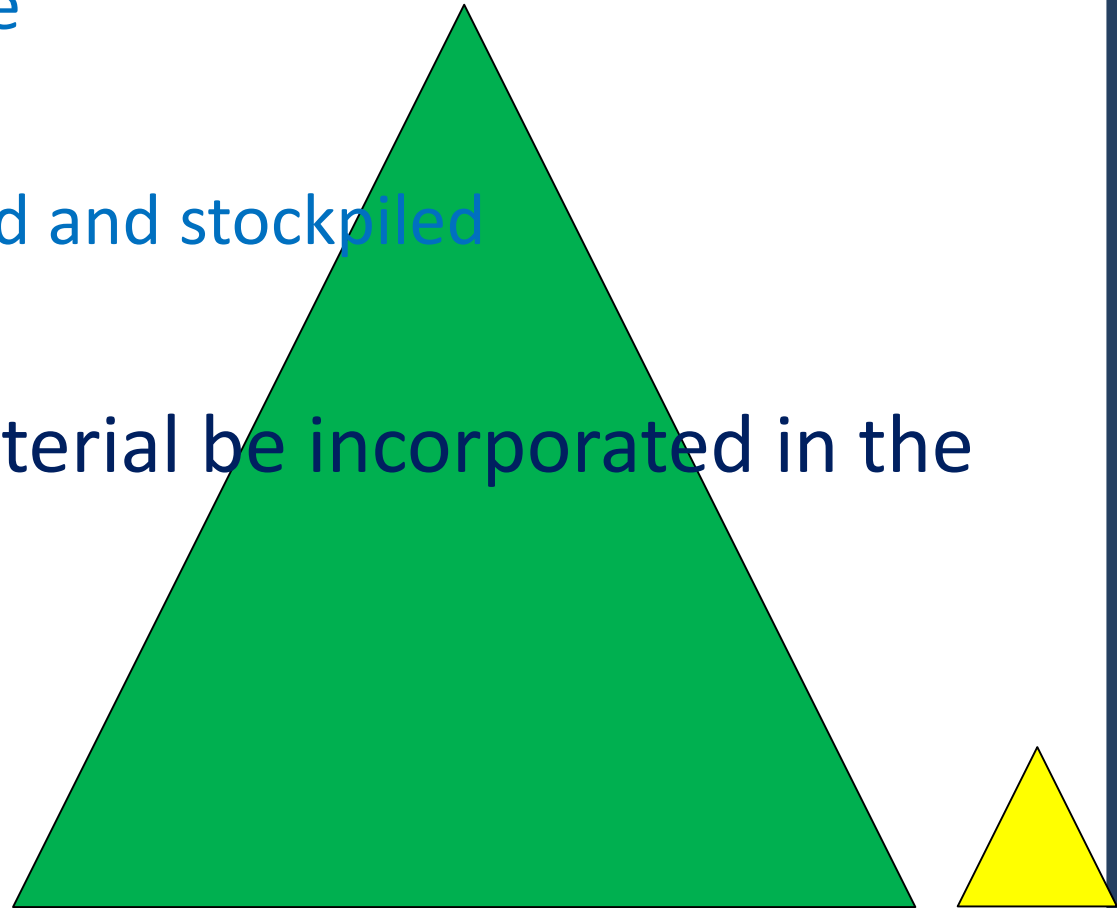 e
d and stockpiled
terial be incorporated in the